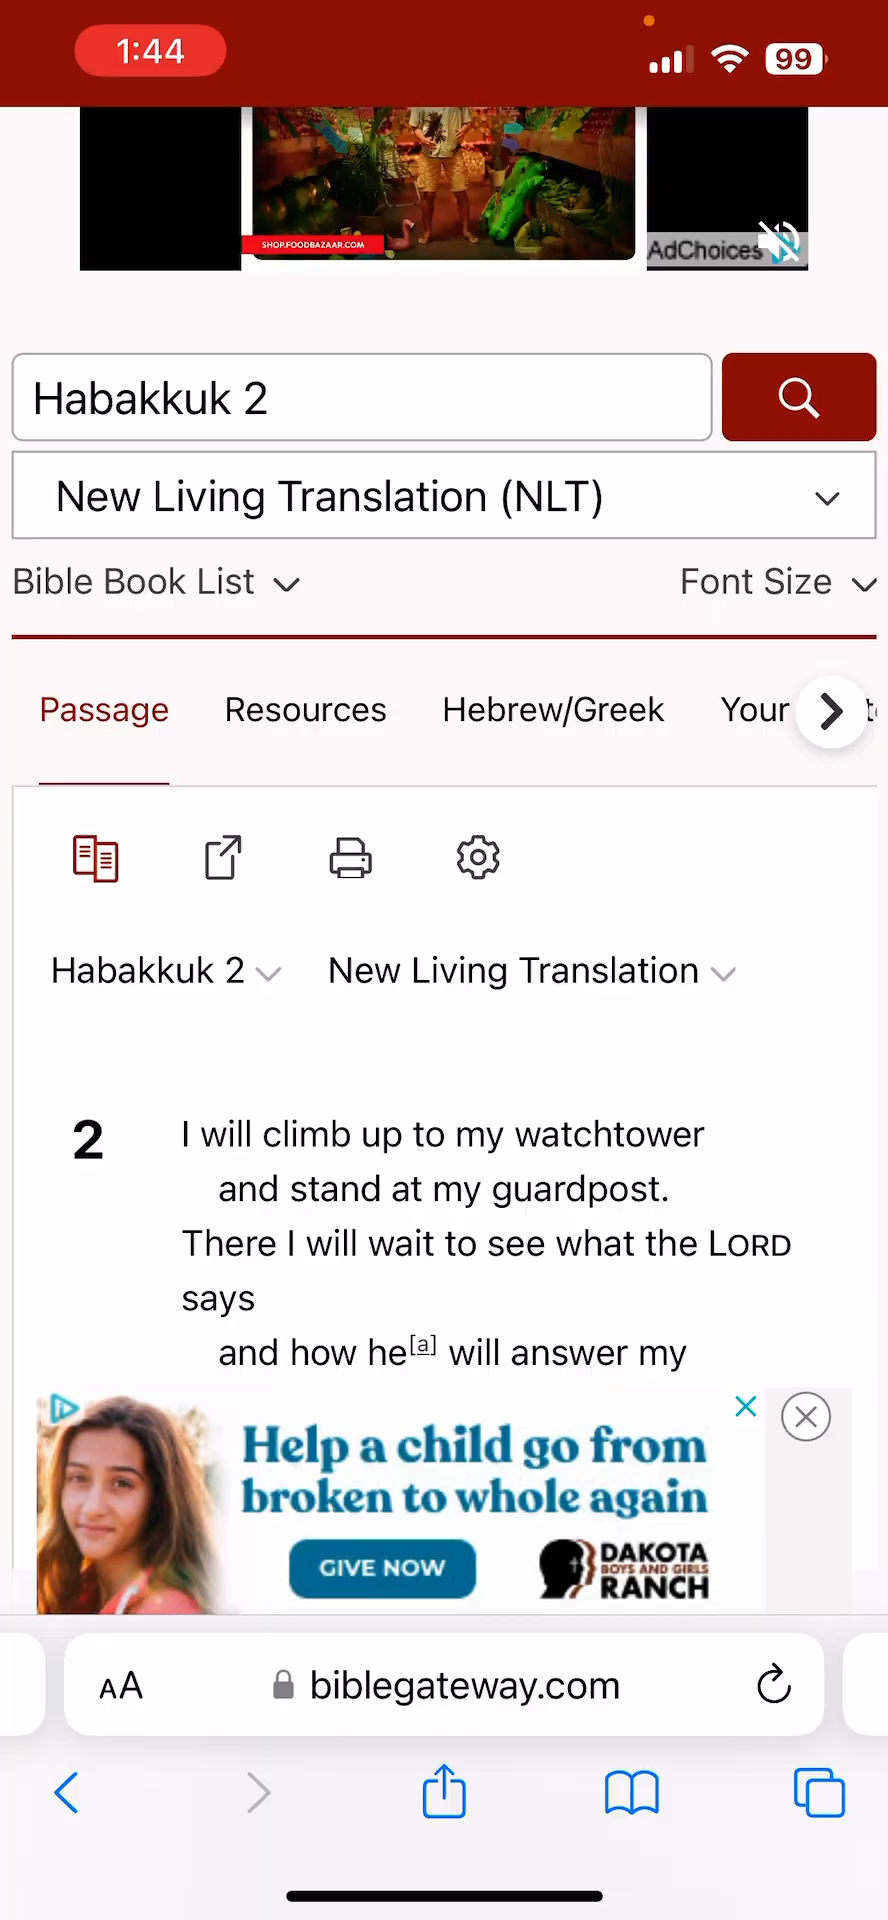 1:44
99
SHOP.FOODBAZAAR.COM
AdChoices
Habakkuk 2
New Living Translation (NLT)
Bible Book List Font Size
Passage Resources Hebrew/Greek Your
Habakkuk 2 New Living Translation
2 I will climb up to my watchtower
and stand at my guardpost.
There I will wait to see what the LORD
says
and how he[a] will answer my
Help a child go from
broken to whole again
GIVE NOW
DAKOTA
BOYS AND GIRLS
RANCH
AA biblegateway.com